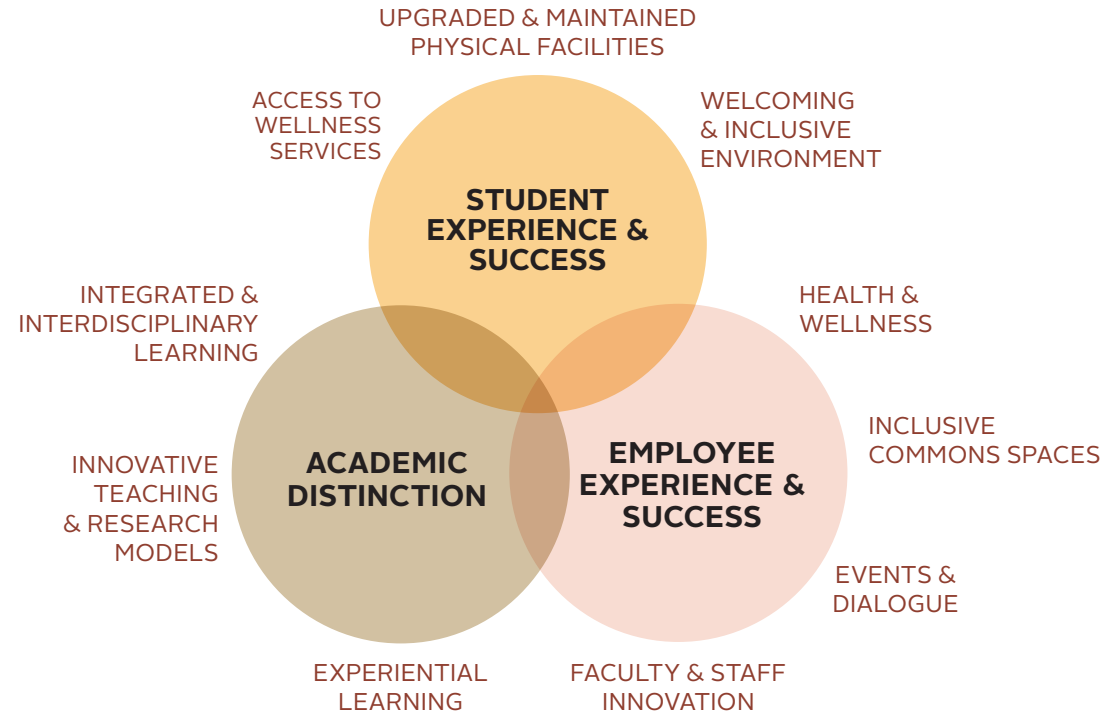 UPGRADED & MAINTAINED
PHYSICAL FACILITIES
ACCESS TO
WELLNESS
SERVICES
WELCOMING
& INCLUSIVE
ENVIRONMENT
STUDENT
EXPERIENCE &
SUCCESS
INTEGRATED &
INTERDISCIPLINARY
LEARNING
HEALTH &
WELLNESS
INNOVATIVE
TEACHING
& RESEARCH
MODELS
ACADEMIC
DISTINCTION
EMPLOYEE
EXPERIENCE &
SUCCESS
INCLUSIVE
COMMONS SPACES
EVENTS &
DIALOGUE
EXPERIENTIAL
LEARNING
FACULTY & STAFF
INNOVATION